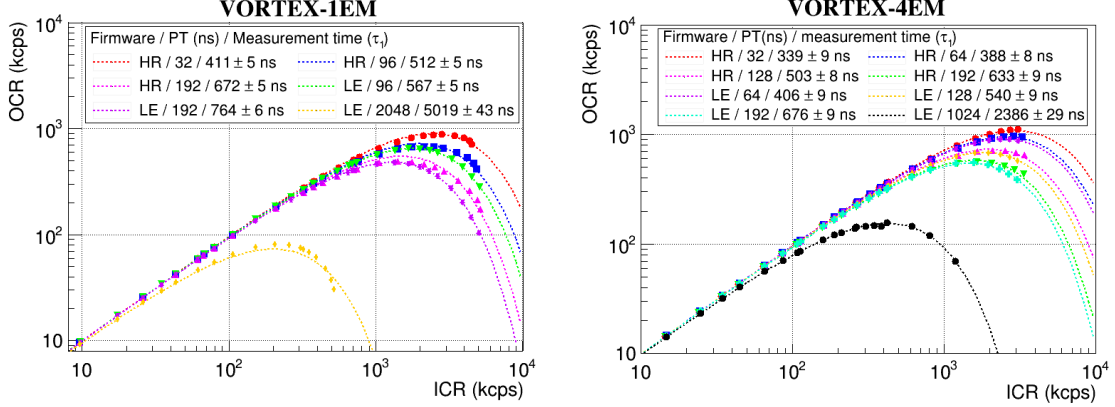 VORTEX-1EM
OCR (kcps)
10⁴
10³
10²
10
Firmware / PT (ns) / Measurement time (τ₁)
HR / 32 / 411 ± 5 ns
HR / 96 / 512 ± 5 ns
HR / 192 / 672 ± 5 ns
LE / 96 / 567 ± 5 ns
LE / 192 / 764 ± 6 ns
LE / 2048 / 5019 ± 43 ns
10
10²
10³
10⁴
ICR (kcps)
VORTEX-4EM
OCR (kcps)
10⁴
10³
10²
10
Firmware / PT(ns) / measurement time (τ₁)
HR / 32 / 339 ± 9 ns
HR / 64 / 388 ± 8 ns
HR / 128 / 503 ± 8 ns
HR / 192 / 633 ± 9 ns
LE / 64 / 406 ± 9 ns
LE / 128 / 540 ± 9 ns
LE / 192 / 676 ± 9 ns
LE / 1024 / 2386 ± 29 ns
10
10²
10³
10⁴
ICR (kcps)